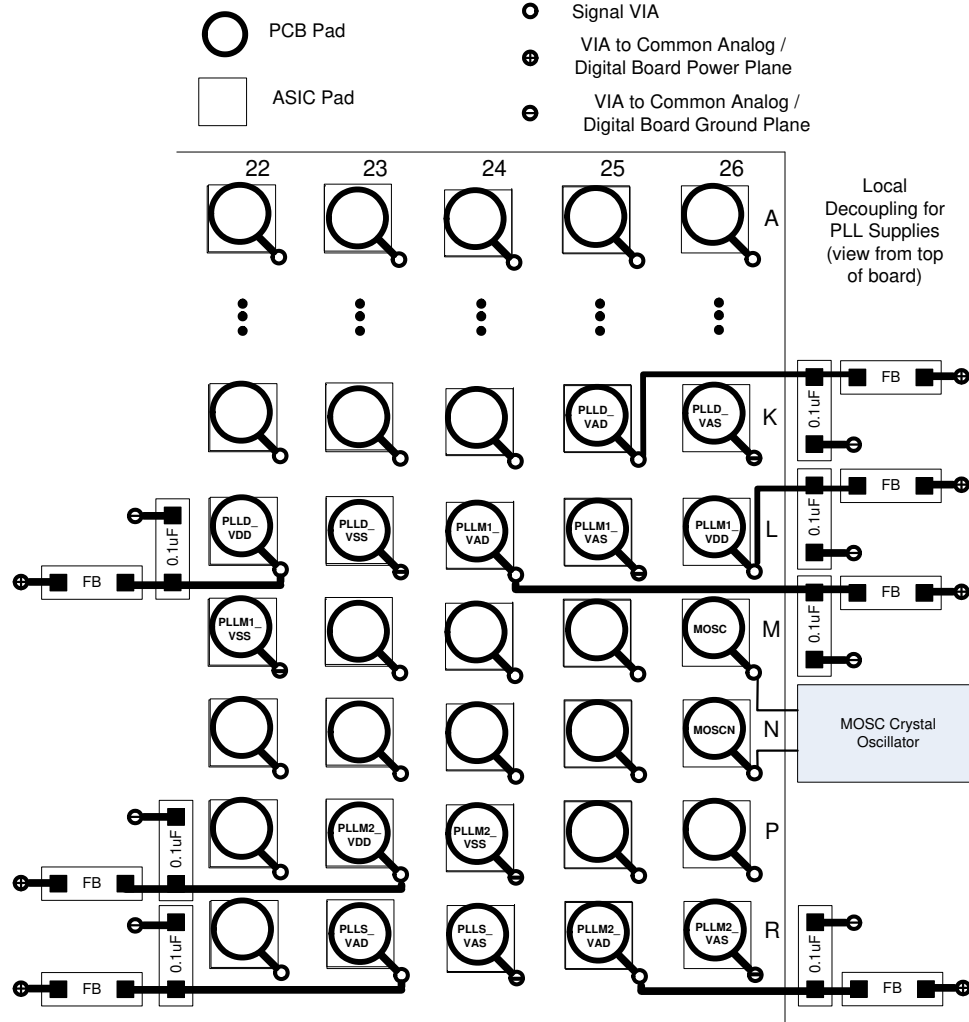 PCB Pad
ASIC Pad
Signal VIA
VIA to Common Analog /
Digital Board Power Plane
VIA to Common Analog /
Digital Board Ground Plane
22 23 24 25 26
A
Local
Decoupling for
PLL Supplies
(view from top
of board)
PLLD_
VAD
PLLD_
VAS
K
0.1uF
FB
PLLD_
VDD
PLLD_
VSS
PLLM1_
VAD
PLLM1_
VAS
PLLM1_
VDD
L
0.1uF
FB
0.1uF
FB
PLLM1_
VSS
MOSC
M
0.1uF
FB
MOSCN
N
MOSC Crystal
Oscillator
PLLM2_
VDD
PLLM2_
VSS
P
0.1uF
FB
PLLS_
VAD
PLLS_
VAS
PLLM2_
VAD
PLLM2_
VAS
R
0.1uF
FB
0.1uF
FB